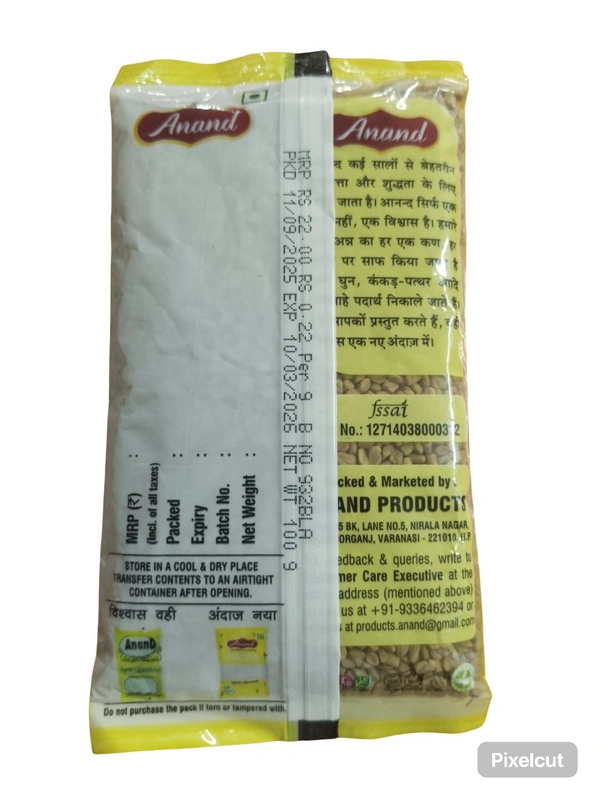 Anand
MRP (₹) :
(Incl. of all taxes)
Packed :
Expiry :
Batch No. :
Net Weight :
STORE IN A COOL & DRY PLACE
TRANSFER CONTENTS TO AN AIRTIGHT
CONTAINER AFTER OPENING.
विश्वास वही अंदाज नया
AnanD
Anand
Do not purchase the pack if torn or tampered with.
MRP RS 22.00 RS 0.22 Per 9 B NO 932BLA
PKD 11/09/2025 EXP 10/03/2026 NET WT 100 9
Anand
द कई सालों से बेहतरीन
त्ता और शुद्धता के लिए
जाता है। आनन्द सिर्फ एक
नहीं, एक विश्वास है। हमारे
अन्न का हर एक कण
पर साफ किया जाता है
घुन, कंकड़-पत्थर आदि
चाहे पदार्थ निकाले जाते हैं।
आपको प्रस्तुत करते हैं, वही
स एक नए अंदाज़ में।
fssai
No.: 12714038000312
cked & Marketed by :
AND PRODUCTS
5 BK, LANE NO.5, NIRALA NAGAR,
ORGANJ, VARANASI - 221010, U.P.
edback & queries, write to
mer Care Executive at the
address (mentioned above)
us at +91-9336462394 or
s at products.anand@gmail.com
Pixelcut